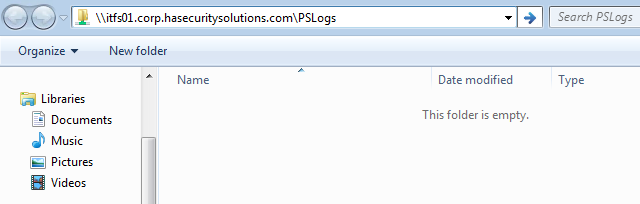 \\itfs01.corp.hasecuritysolutions.com\PSLogs
Search PSLogs
Organize
New folder
Name
Date modified
Type
This folder is empty.
Libraries
Documents
Music
Pictures
Videos